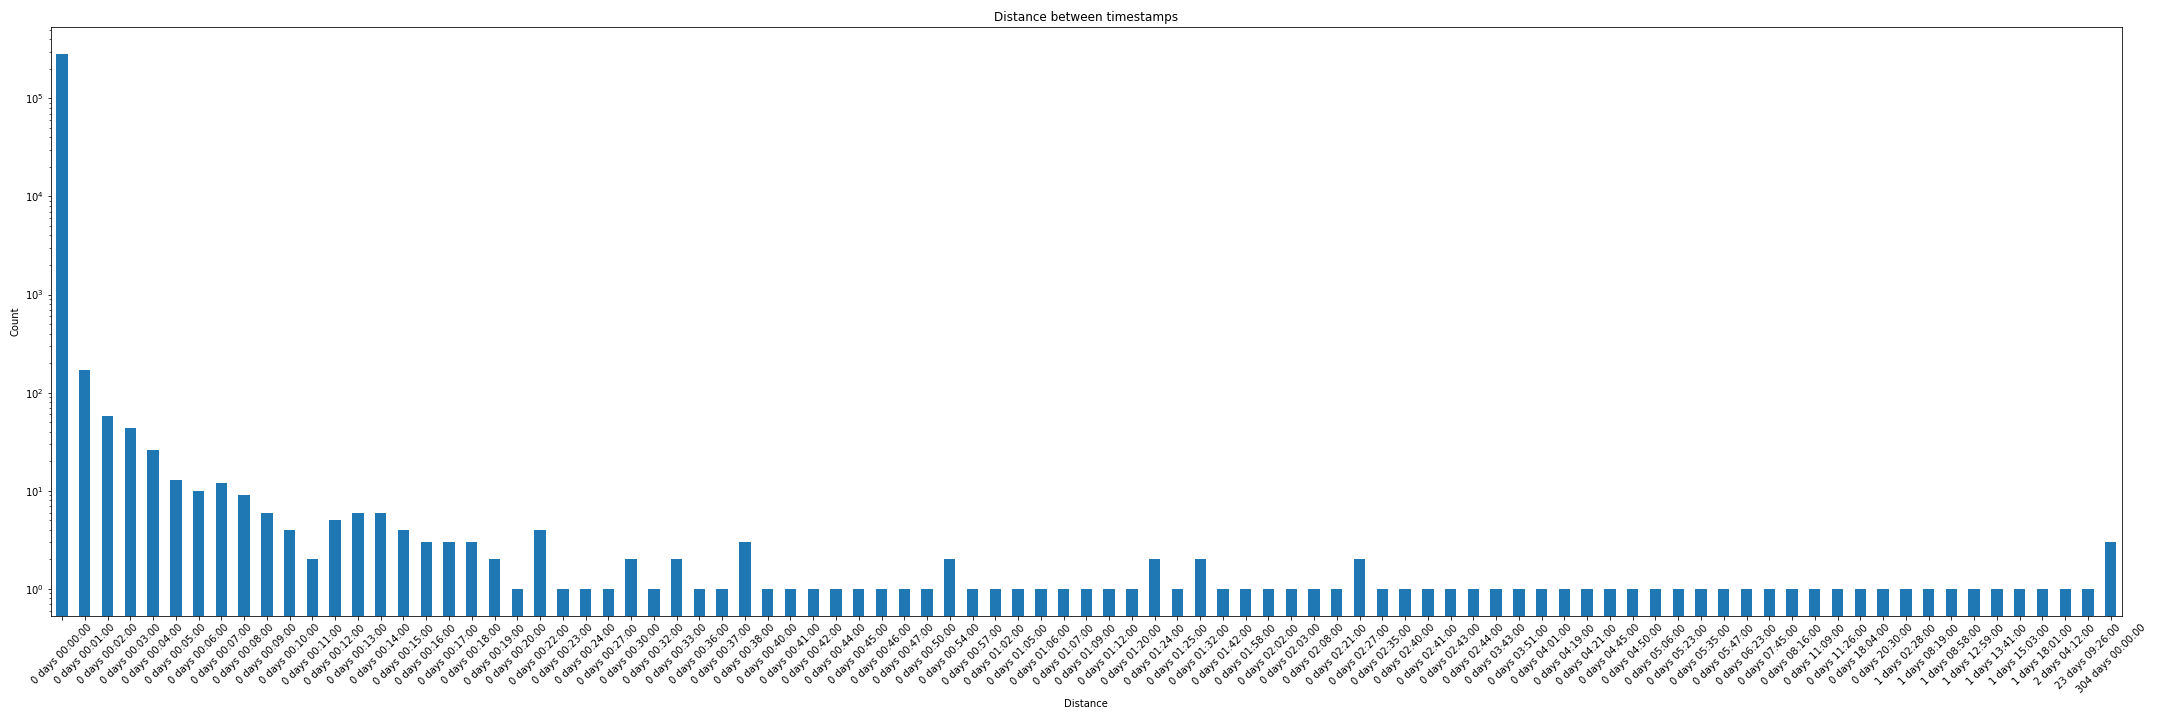 Distance between timestamps
10⁵
10⁴
10³
10²
10¹
10⁰
Count
0 days 00:00:00
0 days 00:01:00
0 days 00:02:00
0 days 00:03:00
0 days 00:04:00
0 days 00:05:00
0 days 00:06:00
0 days 00:07:00
0 days 00:08:00
0 days 00:09:00
0 days 00:10:00
0 days 00:11:00
0 days 00:12:00
0 days 00:13:00
0 days 00:14:00
0 days 00:15:00
0 days 00:16:00
0 days 00:17:00
0 days 00:18:00
0 days 00:19:00
0 days 00:20:00
0 days 00:22:00
0 days 00:23:00
0 days 00:24:00
0 days 00:27:00
0 days 00:30:00
0 days 00:32:00
0 days 00:33:00
0 days 00:36:00
0 days 00:37:00
0 days 00:38:00
0 days 00:40:00
0 days 00:41:00
0 days 00:42:00
0 days 00:44:00
0 days 00:45:00
0 days 00:46:00
0 days 00:47:00
0 days 00:50:00
0 days 00:54:00
0 days 00:57:00
0 days 01:02:00
0 days 01:05:00
0 days 01:06:00
0 days 01:07:00
0 days 01:09:00
0 days 01:12:00
0 days 01:20:00
0 days 01:24:00
0 days 01:25:00
0 days 01:32:00
0 days 01:42:00
0 days 01:58:00
0 days 02:02:00
0 days 02:03:00
0 days 02:08:00
0 days 02:21:00
0 days 02:27:00
0 days 02:35:00
0 days 02:40:00
0 days 02:41:00
0 days 02:43:00
0 days 02:44:00
0 days 03:43:00
0 days 03:51:00
0 days 04:01:00
0 days 04:19:00
0 days 04:21:00
0 days 04:45:00
0 days 04:50:00
0 days 05:06:00
0 days 05:23:00
0 days 05:35:00
0 days 05:47:00
0 days 06:23:00
0 days 07:45:00
0 days 08:16:00
0 days 11:09:00
0 days 11:26:00
0 days 18:04:00
0 days 20:30:00
1 days 02:28:00
1 days 08:19:00
1 days 08:58:00
1 days 12:59:00
1 days 13:41:00
1 days 15:03:00
1 days 18:01:00
2 days 04:12:00
23 days 09:26:00
304 days 00:00:00
Distance